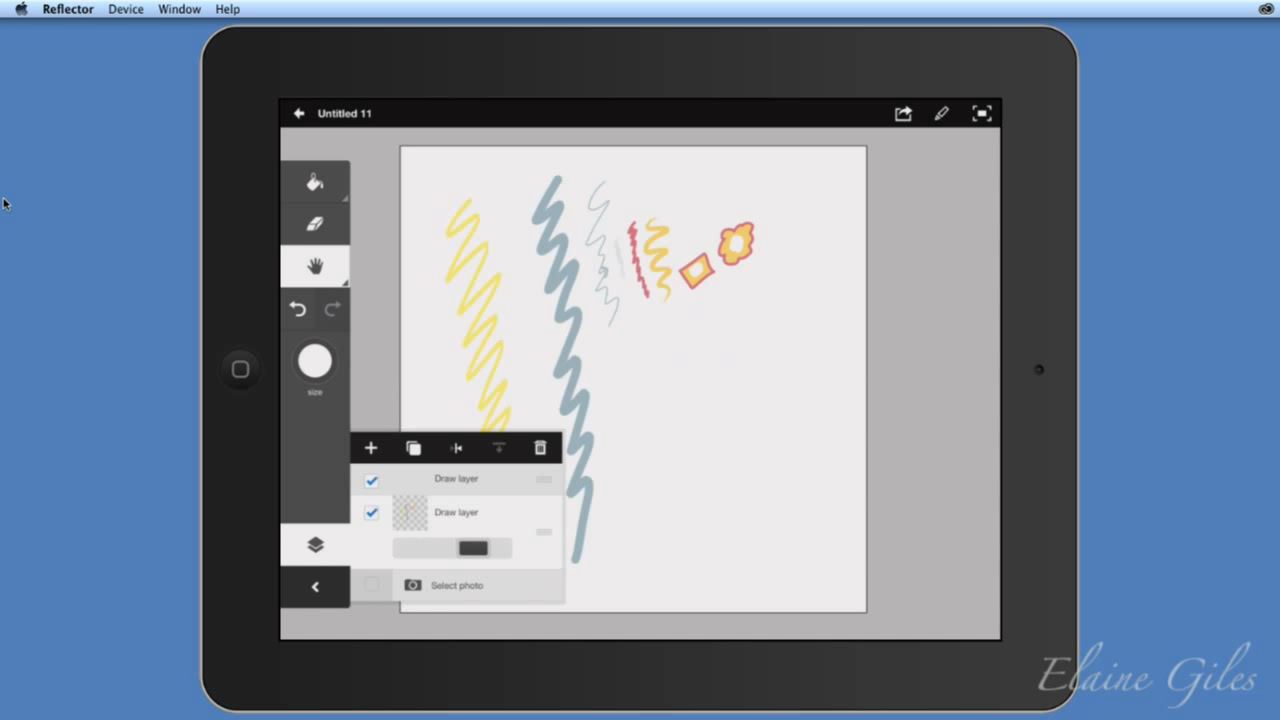 Reflector Device Window Help
Untitled 11
size
Draw layer
Draw layer
Select photo
Elaine Giles